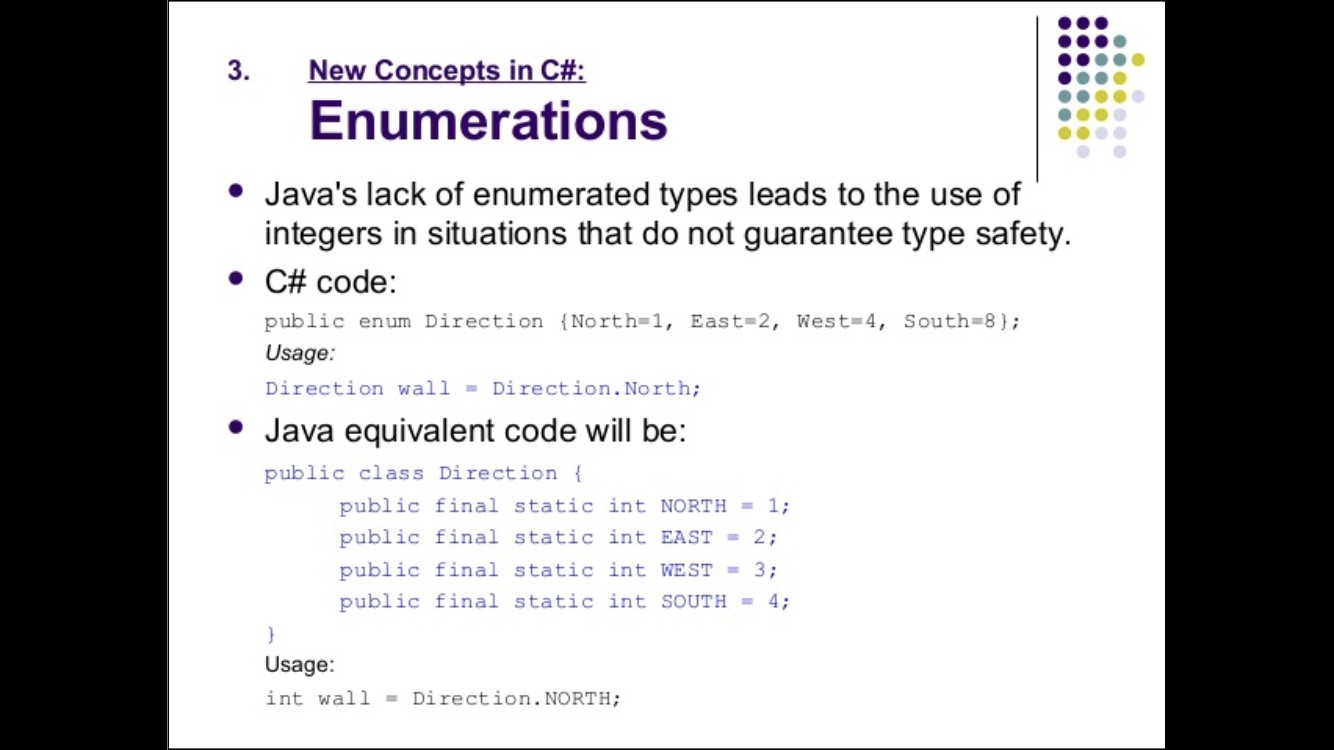 3. New Concepts in C#:
Enumerations
• Java's lack of enumerated types leads to the use of
integers in situations that do not guarantee type safety.
• C# code:
public enum Direction {North=1, East=2, West=4, South=8};
Usage:
Direction wall = Direction.North;
• Java equivalent code will be:
public class Direction {
public final static int NORTH = 1;
public final static int EAST = 2;
public final static int WEST = 3;
public final static int SOUTH = 4;
}
Usage:
int wall = Direction.NORTH;